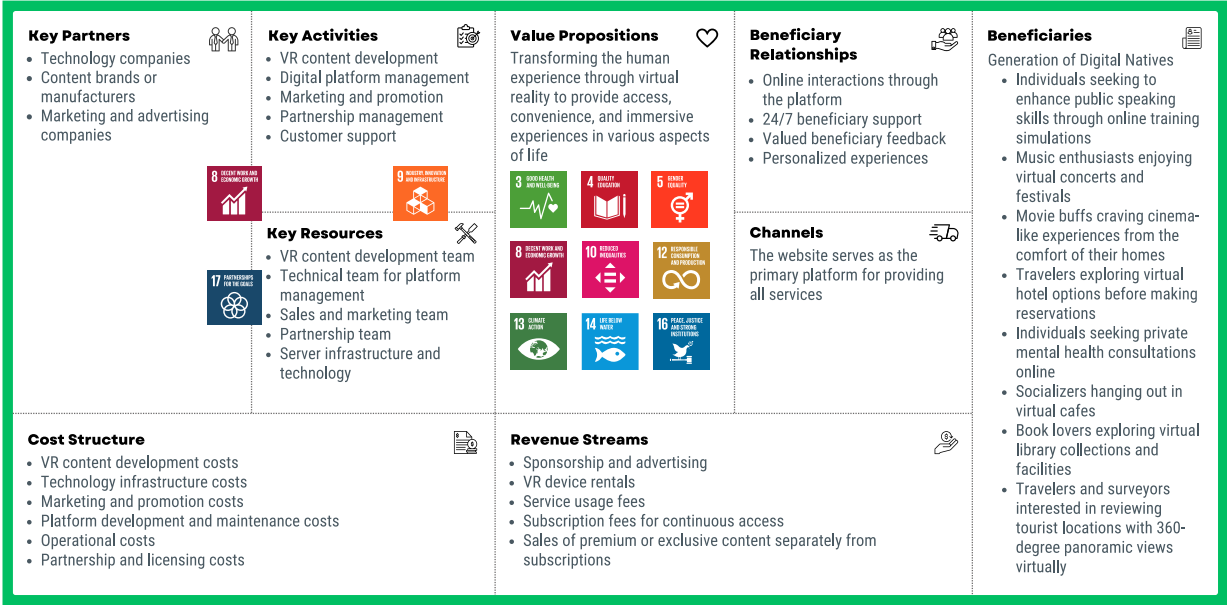 Key Partners
• Technology companies
• Content brands or
manufacturers
• Marketing and advertising
companies
8 DECENT WORK AND
ECONOMIC GROWTH
17 PARTNERSHIPS
FOR THE GOALS
Key Activities
• VR content development
• Digital platform management
• Marketing and promotion
• Partnership management
• Customer support
9 INDUSTRY, INNOVATION
AND INFRASTRUCTURE
Key Resources
• VR content development team
• Technical team for platform
management
• Sales and marketing team
• Partnership team
• Server infrastructure and
technology
Value Propositions
Transforming the human
experience through virtual
reality to provide access,
convenience, and immersive
experiences in various aspects
of life
3 GOOD HEALTH
AND WELL-BEING
4 QUALITY
EDUCATION
5 GENDER
EQUALITY
8 DECENT WORK AND
ECONOMIC GROWTH
10 REDUCED
INEQUALITIES
12 RESPONSIBLE
CONSUMPTION
AND PRODUCTION
13 CLIMATE
ACTION
14 LIFE BELOW
WATER
16 PEACE, JUSTICE
AND STRONG
INSTITUTIONS
Beneficiary
Relationships
• Online interactions through
the platform
• 24/7 beneficiary support
• Valued beneficiary feedback
• Personalized experiences
Channels
The website serves as the
primary platform for providing
all services
Beneficiaries
Generation of Digital Natives
• Individuals seeking to
enhance public speaking
skills through online training
simulations
• Music enthusiasts enjoying
virtual concerts and
festivals
• Movie buffs craving cinema-
like experiences from the
comfort of their homes
• Travelers exploring virtual
hotel options before making
reservations
• Individuals seeking private
mental health consultations
online
• Socializers hanging out in
virtual cafes
• Book lovers exploring virtual
library collections and
facilities
• Travelers and surveyors
interested in reviewing
tourist locations with 360-
degree panoramic views
virtually
Cost Structure
• VR content development costs
• Technology infrastructure costs
• Marketing and promotion costs
• Platform development and maintenance costs
• Operational costs
• Partnership and licensing costs
Revenue Streams
• Sponsorship and advertising
• VR device rentals
• Service usage fees
• Subscription fees for continuous access
• Sales of premium or exclusive content separately from
subscriptions